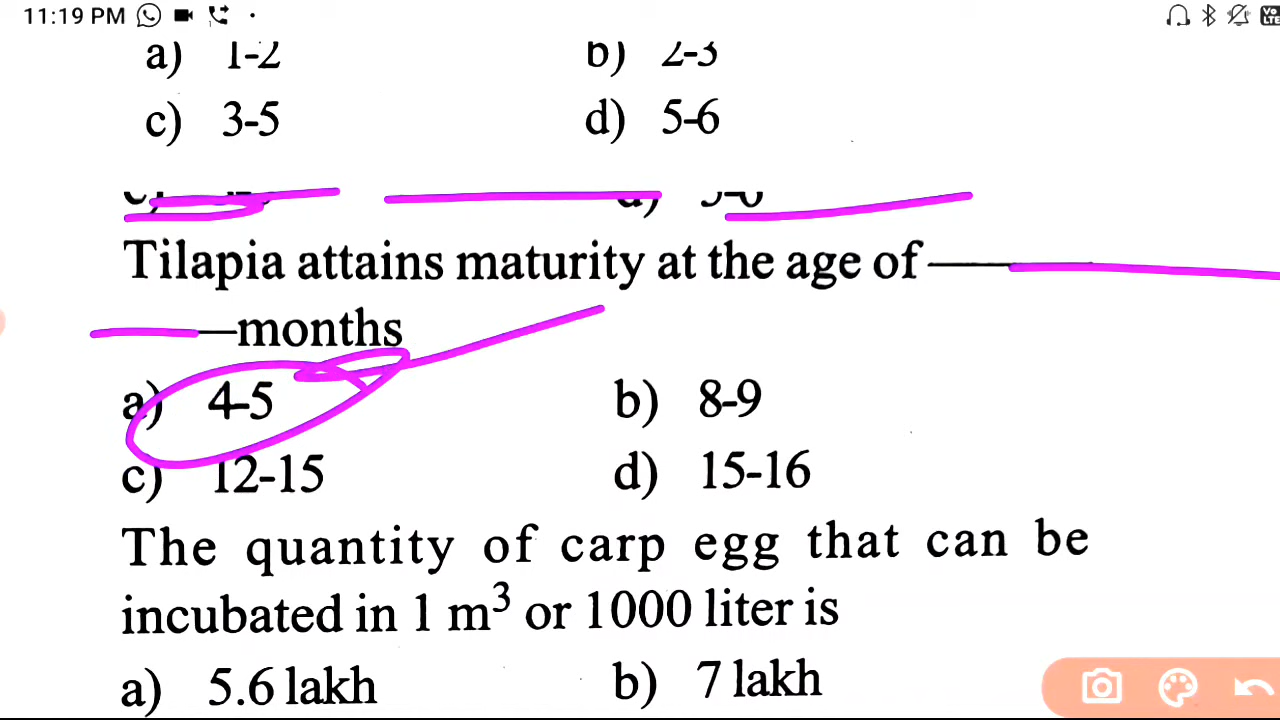 11:19 PM
a) 1-2 b) 2-3
c) 3-5 d) 5-6
Tilapia attains maturity at the age of ——
—months
a) 4-5 b) 8-9
c) 12-15 d) 15-16
The quantity of carp egg that can be
incubated in 1 m³ or 1000 liter is
a) 5.6 lakh b) 7 lakh